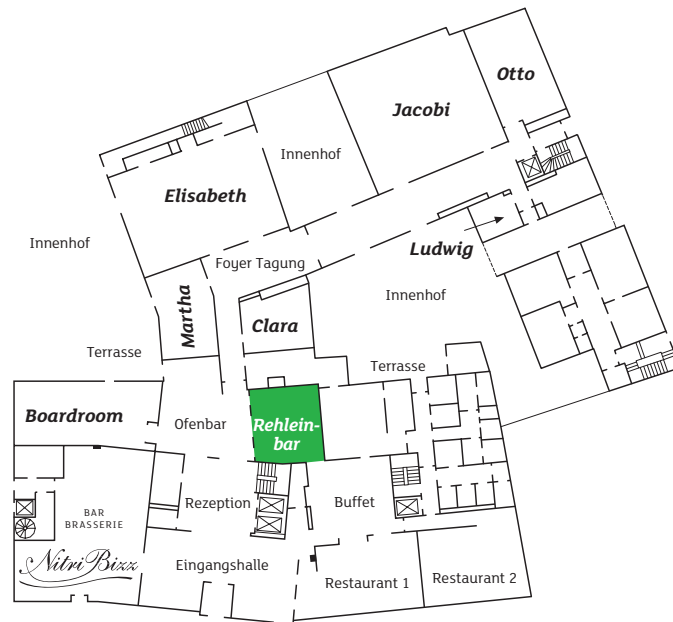 Otto
Jacobi
Innenhof
Elisabeth
Innenhof
Ludwig
Foyer Tagung
Innenhof
Martha
Clara
Terrasse
Terrasse
Boardroom
Ofenbar
Rehlein-
bar
Rezeption
Buffet
BAR
BRASSERIE
NitriBizz
Eingangshalle
Restaurant 1
Restaurant 2